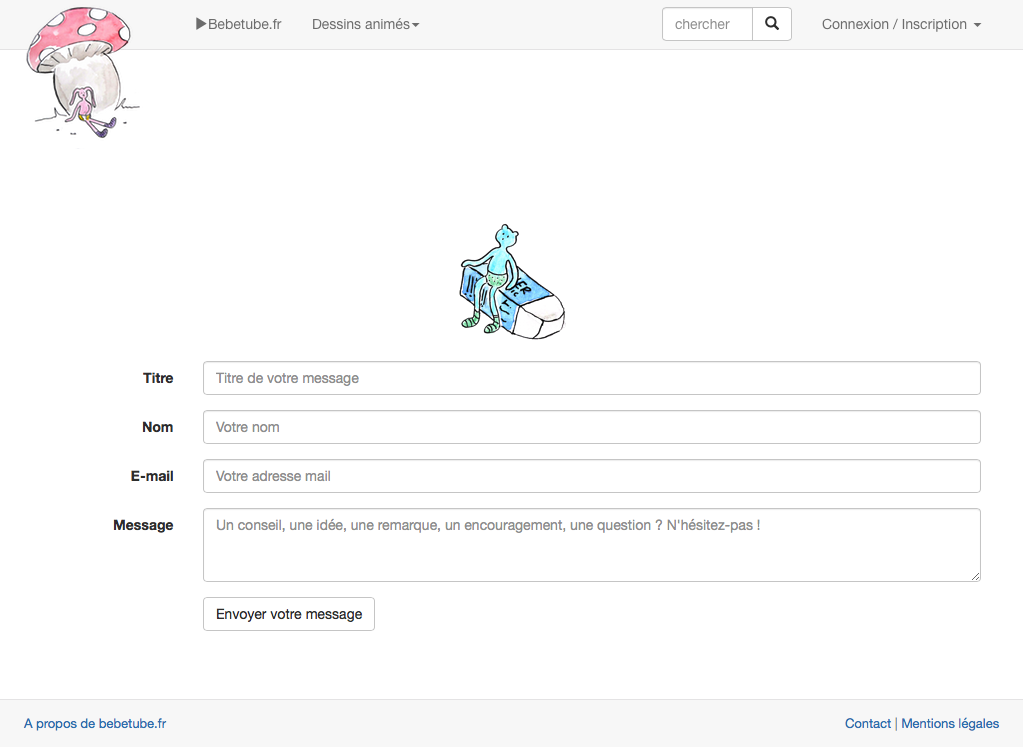 Bebetube.fr
Dessins animés
chercher
Connexion / Inscription
Titre
Titre de votre message
Nom
Votre nom
E-mail
Votre adresse mail
Message
Un conseil, une idée, une remarque, un encouragement, une question ? N'hésitez-pas !
Envoyer votre message
A propos de bebetube.fr
Contact | Mentions légales